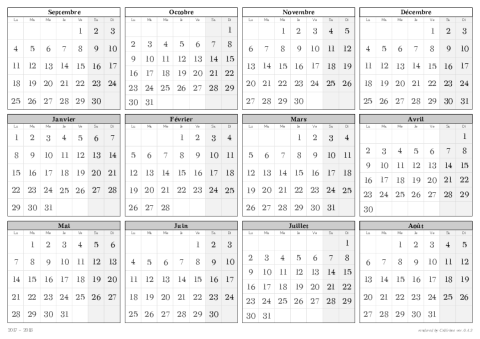 Septembre
Lu Ma Me Je Ve Sa Di
1 2 3
4 5 6 7 8 9 10
11 12 13 14 15 16 17
18 19 20 21 22 23 24
25 26 27 28 29 30
Octobre
Lu Ma Me Je Ve Sa Di
1
2 3 4 5 6 7 8
9 10 11 12 13 14 15
16 17 18 19 20 21 22
23 24 25 26 27 28 29
30 31
Novembre
Lu Ma Me Je Ve Sa Di
1 2 3 4 5
6 7 8 9 10 11 12
13 14 15 16 17 18 19
20 21 22 23 24 25 26
27 28 29 30
Décembre
Lu Ma Me Je Ve Sa Di
1 2 3
4 5 6 7 8 9 10
11 12 13 14 15 16 17
18 19 20 21 22 23 24
25 26 27 28 29 30 31
Janvier
Lu Ma Me Je Ve Sa Di
1 2 3 4 5 6 7
8 9 10 11 12 13 14
15 16 17 18 19 20 21
22 23 24 25 26 27 28
29 30 31
Février
Lu Ma Me Je Ve Sa Di
1 2 3 4
5 6 7 8 9 10 11
12 13 14 15 16 17 18
19 20 21 22 23 24 25
26 27 28
Mars
Lu Ma Me Je Ve Sa Di
1 2 3 4
5 6 7 8 9 10 11
12 13 14 15 16 17 18
19 20 21 22 23 24 25
26 27 28 29 30 31
Avril
Lu Ma Me Je Ve Sa Di
1
2 3 4 5 6 7 8
9 10 11 12 13 14 15
16 17 18 19 20 21 22
23 24 25 26 27 28 29
30
Mai
Lu Ma Me Je Ve Sa Di
1 2 3 4 5 6
7 8 9 10 11 12 13
14 15 16 17 18 19 20
21 22 23 24 25 26 27
28 29 30 31
Juin
Lu Ma Me Je Ve Sa Di
1 2 3
4 5 6 7 8 9 10
11 12 13 14 15 16 17
18 19 20 21 22 23 24
25 26 27 28 29 30
Juillet
Lu Ma Me Je Ve Sa Di
1
2 3 4 5 6 7 8
9 10 11 12 13 14 15
16 17 18 19 20 21 22
23 24 25 26 27 28 29
30 31
Août
Lu Ma Me Je Ve Sa Di
1 2 3 4 5
6 7 8 9 10 11 12
13 14 15 16 17 18 19
20 21 22 23 24 25 26
27 28 29 30 31
2017 - 2018